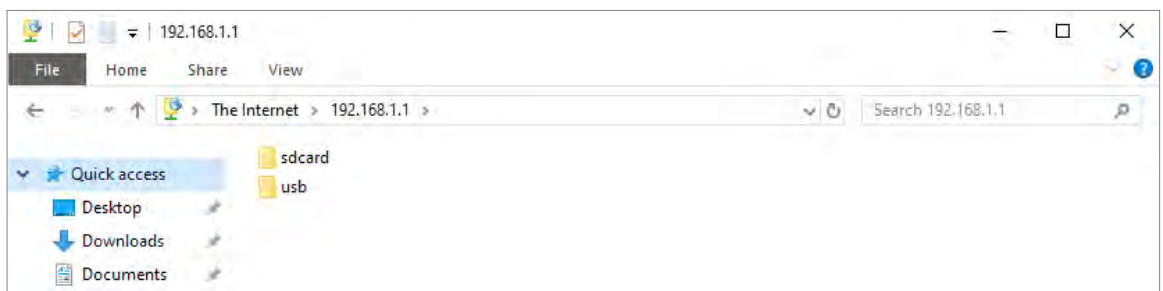 192.168.1.1
File Home Share View
The Internet > 192.168.1.1 >
Search 192.168.1.1
sdcard
Quick access
usb
Desktop
Downloads
Documents